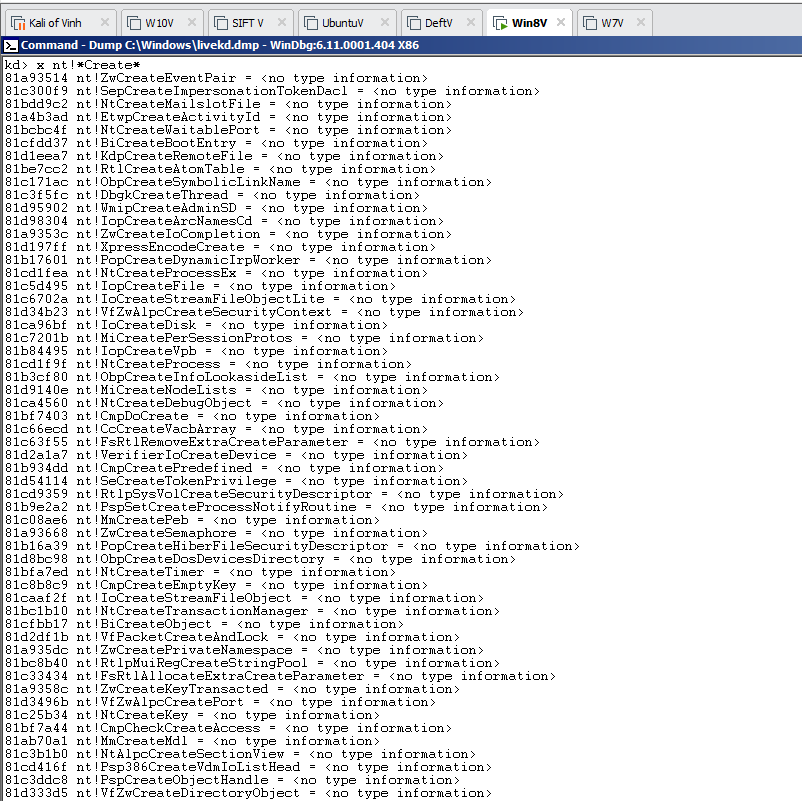 Kali of Vinh W10V SIFT V UbuntuV DeftV Win8V W7V
Command - Dump C:\Windows\livekd.dmp - WinDbg:6.11.0001.404 X86
kd> x nt!*Create*
81a93514 nt!ZwCreateEventPair = <no type information>
81c300f9 nt!SepCreateImpersonationTokenDacl = <no type information>
81bdd9c2 nt!NtCreateMailslotFile = <no type information>
81a4b3ad nt!EtwpCreateActivityId = <no type information>
81bcbc4f nt!NtCreateWaitablePort = <no type information>
81cfdd37 nt!BiCreateBootEntry = <no type information>
81d1eea7 nt!KdpCreateRemoteFile = <no type information>
81be7cc2 nt!RtlCreateAtomTable = <no type information>
81c171ac nt!ObpCreateSymbolicLinkName = <no type information>
81c3f5fc nt!DbgkCreateThread = <no type information>
81d95902 nt!WmipCreateAdminSD = <no type information>
81d98304 nt!IopCreateArcNamesCd = <no type information>
81a9353c nt!ZwCreateIoCompletion = <no type information>
81d197ff nt!XpressEncodeCreate = <no type information>
81b17601 nt!PopCreateDynamicIrpWorker = <no type information>
81cd1fea nt!NtCreateProcessEx = <no type information>
81c5d495 nt!IopCreateFile = <no type information>
81c6702a nt!IoCreateStreamFileObjectLite = <no type information>
81d34b23 nt!VfZwAlpcCreateSecurityContext = <no type information>
81ca96bf nt!IoCreateDisk = <no type information>
81c7201b nt!MiCreatePerSessionProtos = <no type information>
81b84495 nt!IopCreateVpb = <no type information>
81cd1f9f nt!NtCreateProcess = <no type information>
81b3cf80 nt!ObpCreateInfoLookasideList = <no type information>
81d9140e nt!MiCreateNodeLists = <no type information>
81ca4560 nt!NtCreateDebugObject = <no type information>
81bf7403 nt!CmpDoCreate = <no type information>
81c66ecd nt!CcCreateVacbArray = <no type information>
81c63f55 nt!FsRtlRemoveExtraCreateParameter = <no type information>
81d2a1a7 nt!VerifierIoCreateDevice = <no type information>
81b934dd nt!CmpCreatePredefined = <no type information>
81d54114 nt!SeCreateTokenPrivilege = <no type information>
81cd9359 nt!RtlpSysVolCreateSecurityDescriptor = <no type information>
81b9e2a2 nt!PspSetCreateProcessNotifyRoutine = <no type information>
81c08ae6 nt!MmCreatePeb = <no type information>
81a93668 nt!ZwCreateSemaphore = <no type information>
81b16a39 nt!PopCreateHiberFileSecurityDescriptor = <no type information>
81d8bc98 nt!ObpCreateDosDevicesDirectory = <no type information>
81bfa7ed nt!NtCreateTimer = <no type information>
81c8b8c9 nt!CmpCreateEmptyKey = <no type information>
81caaf2f nt!IoCreateStreamFileObject = <no type information>
81bc1b10 nt!NtCreateTransactionManager = <no type information>
81cfbb17 nt!BiCreateObject = <no type information>
81d2df1b nt!VfPacketCreateAndLock = <no type information>
81a935dc nt!ZwCreatePrivateNamespace = <no type information>
81bc8b40 nt!RtlpMuiRegCreateStringPool = <no type information>
81c33434 nt!FsRtlAllocateExtraCreateParameter = <no type information>
81a9358c nt!ZwCreateKeyTransacted = <no type information>
81d3496b nt!VfZwAlpcCreatePort = <no type information>
81c25b34 nt!NtCreateKey = <no type information>
81bf7a44 nt!CmpCheckCreateAccess = <no type information>
81ab70a1 nt!MmCreateMdl = <no type information>
81c3b1b0 nt!NtAlpcCreateSectionView = <no type information>
81cd416f nt!Psp386CreateVdmIoListHead = <no type information>
81c3ddc8 nt!PspCreateObjectHandle = <no type information>
81d333d5 nt!VfZwCreateDirectoryObject = <no type information>